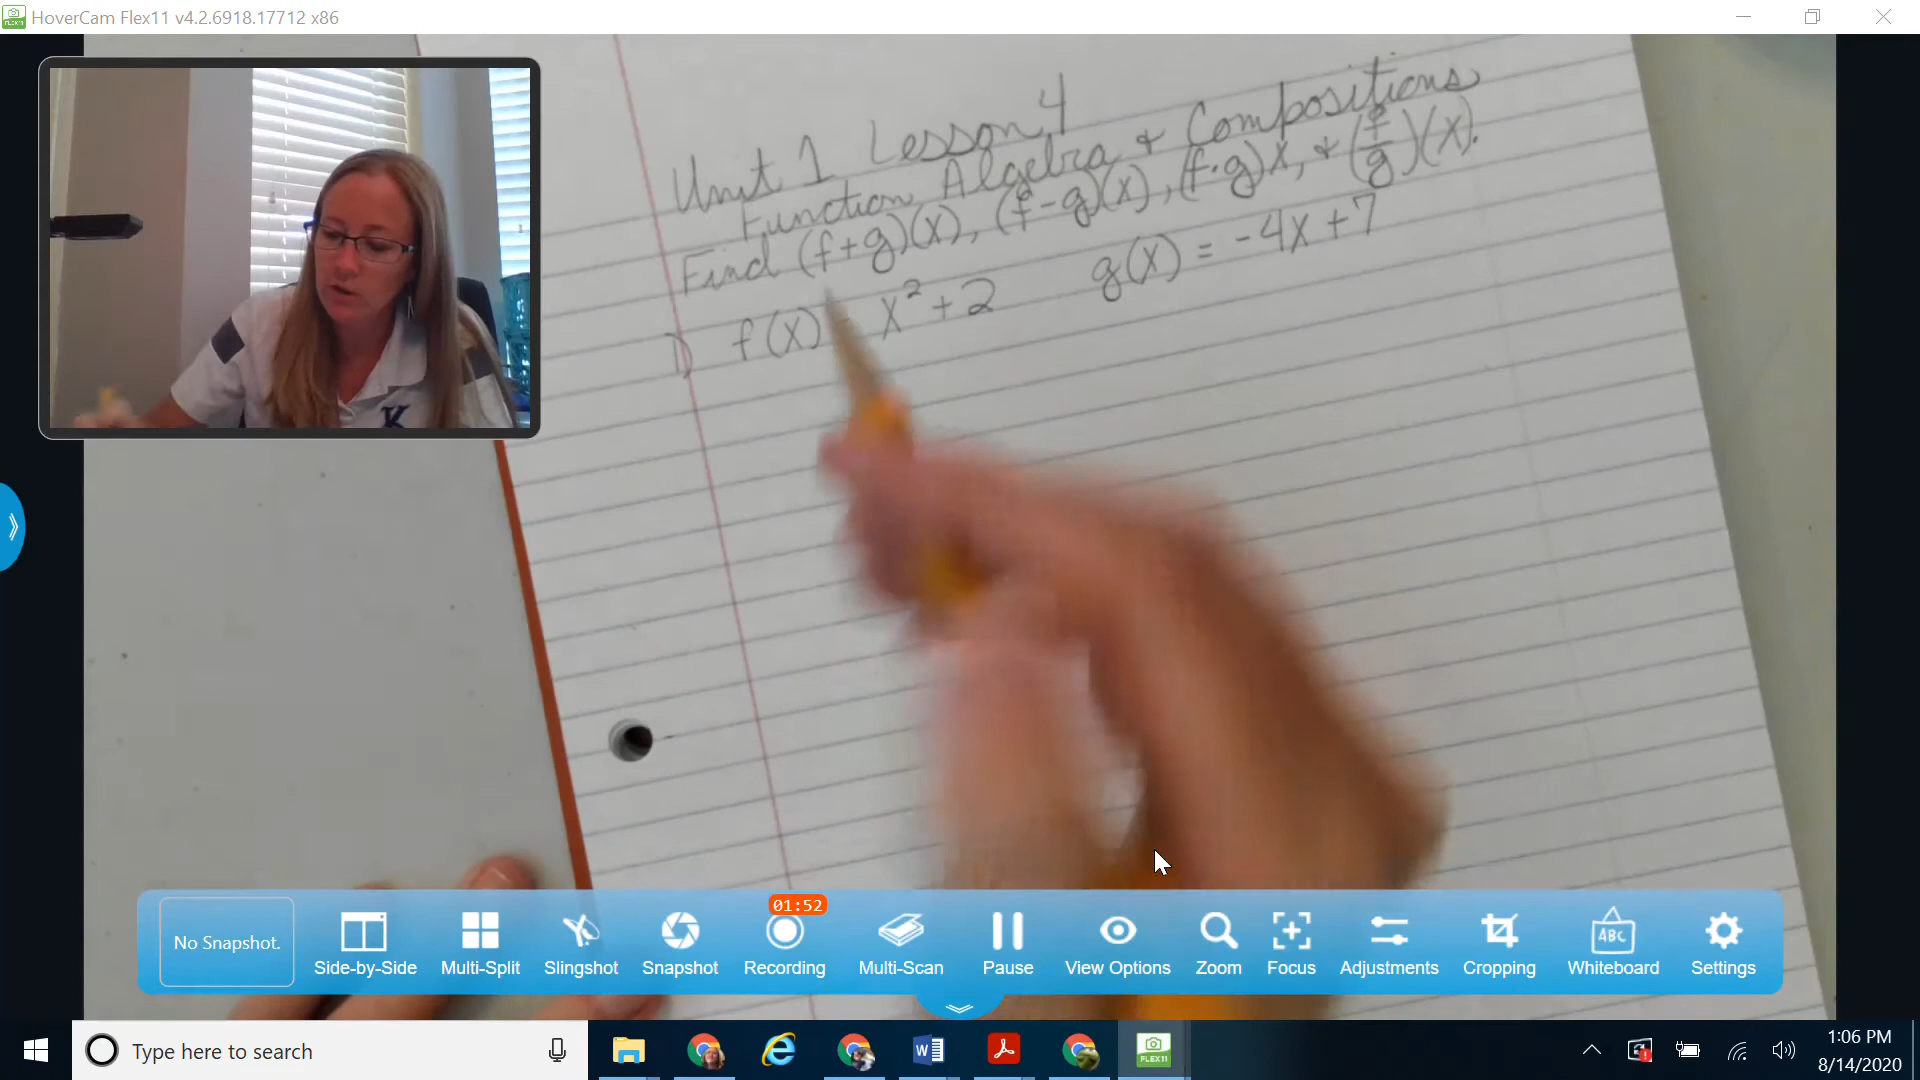 HoverCam Flex11 v4.2.6918.17712 x86
Unit 1 Lesson 4
Function Algebra & Compositions
Find (f+g)(x), (f-g)(x), (f·g)x, & (f/g)(x).
1) f(x) = x² + 2 g(x) = -4x + 7
K
No Snapshot.
Side-by-Side
Multi-Split
Slingshot
Snapshot
01:52
Recording
Multi-Scan
Pause
View Options
Zoom
Focus
Adjustments
Cropping
ABC
Whiteboard
Settings
Type here to search
FLEX11
1:06 PM
8/14/2020